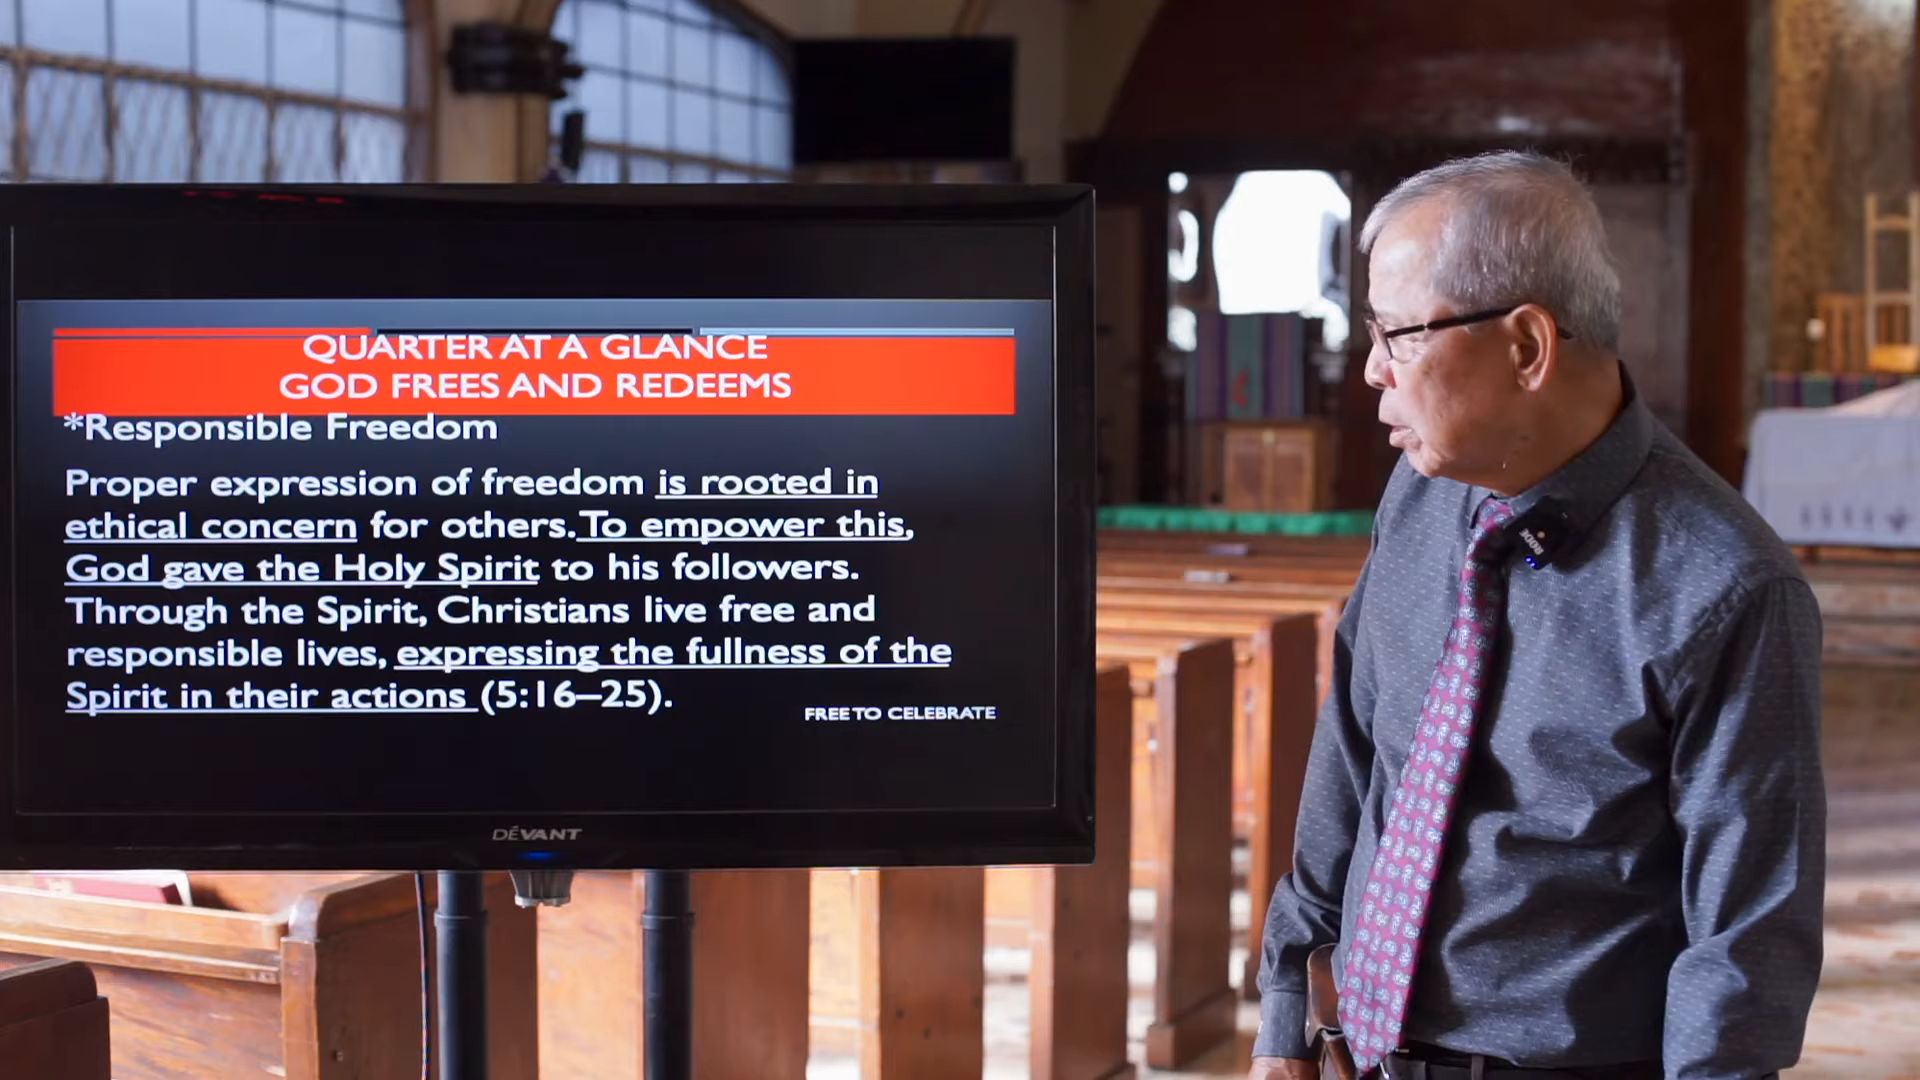 QUARTER AT A GLANCE
GOD FREES AND REDEEMS
*Responsible Freedom
Proper expression of freedom is rooted in
ethical concern for others. To empower this,
God gave the Holy Spirit to his followers.
Through the Spirit, Christians live free and
responsible lives, expressing the fullness of the
Spirit in their actions (5:16–25).
FREE TO CELEBRATE
DEVANT
RODE